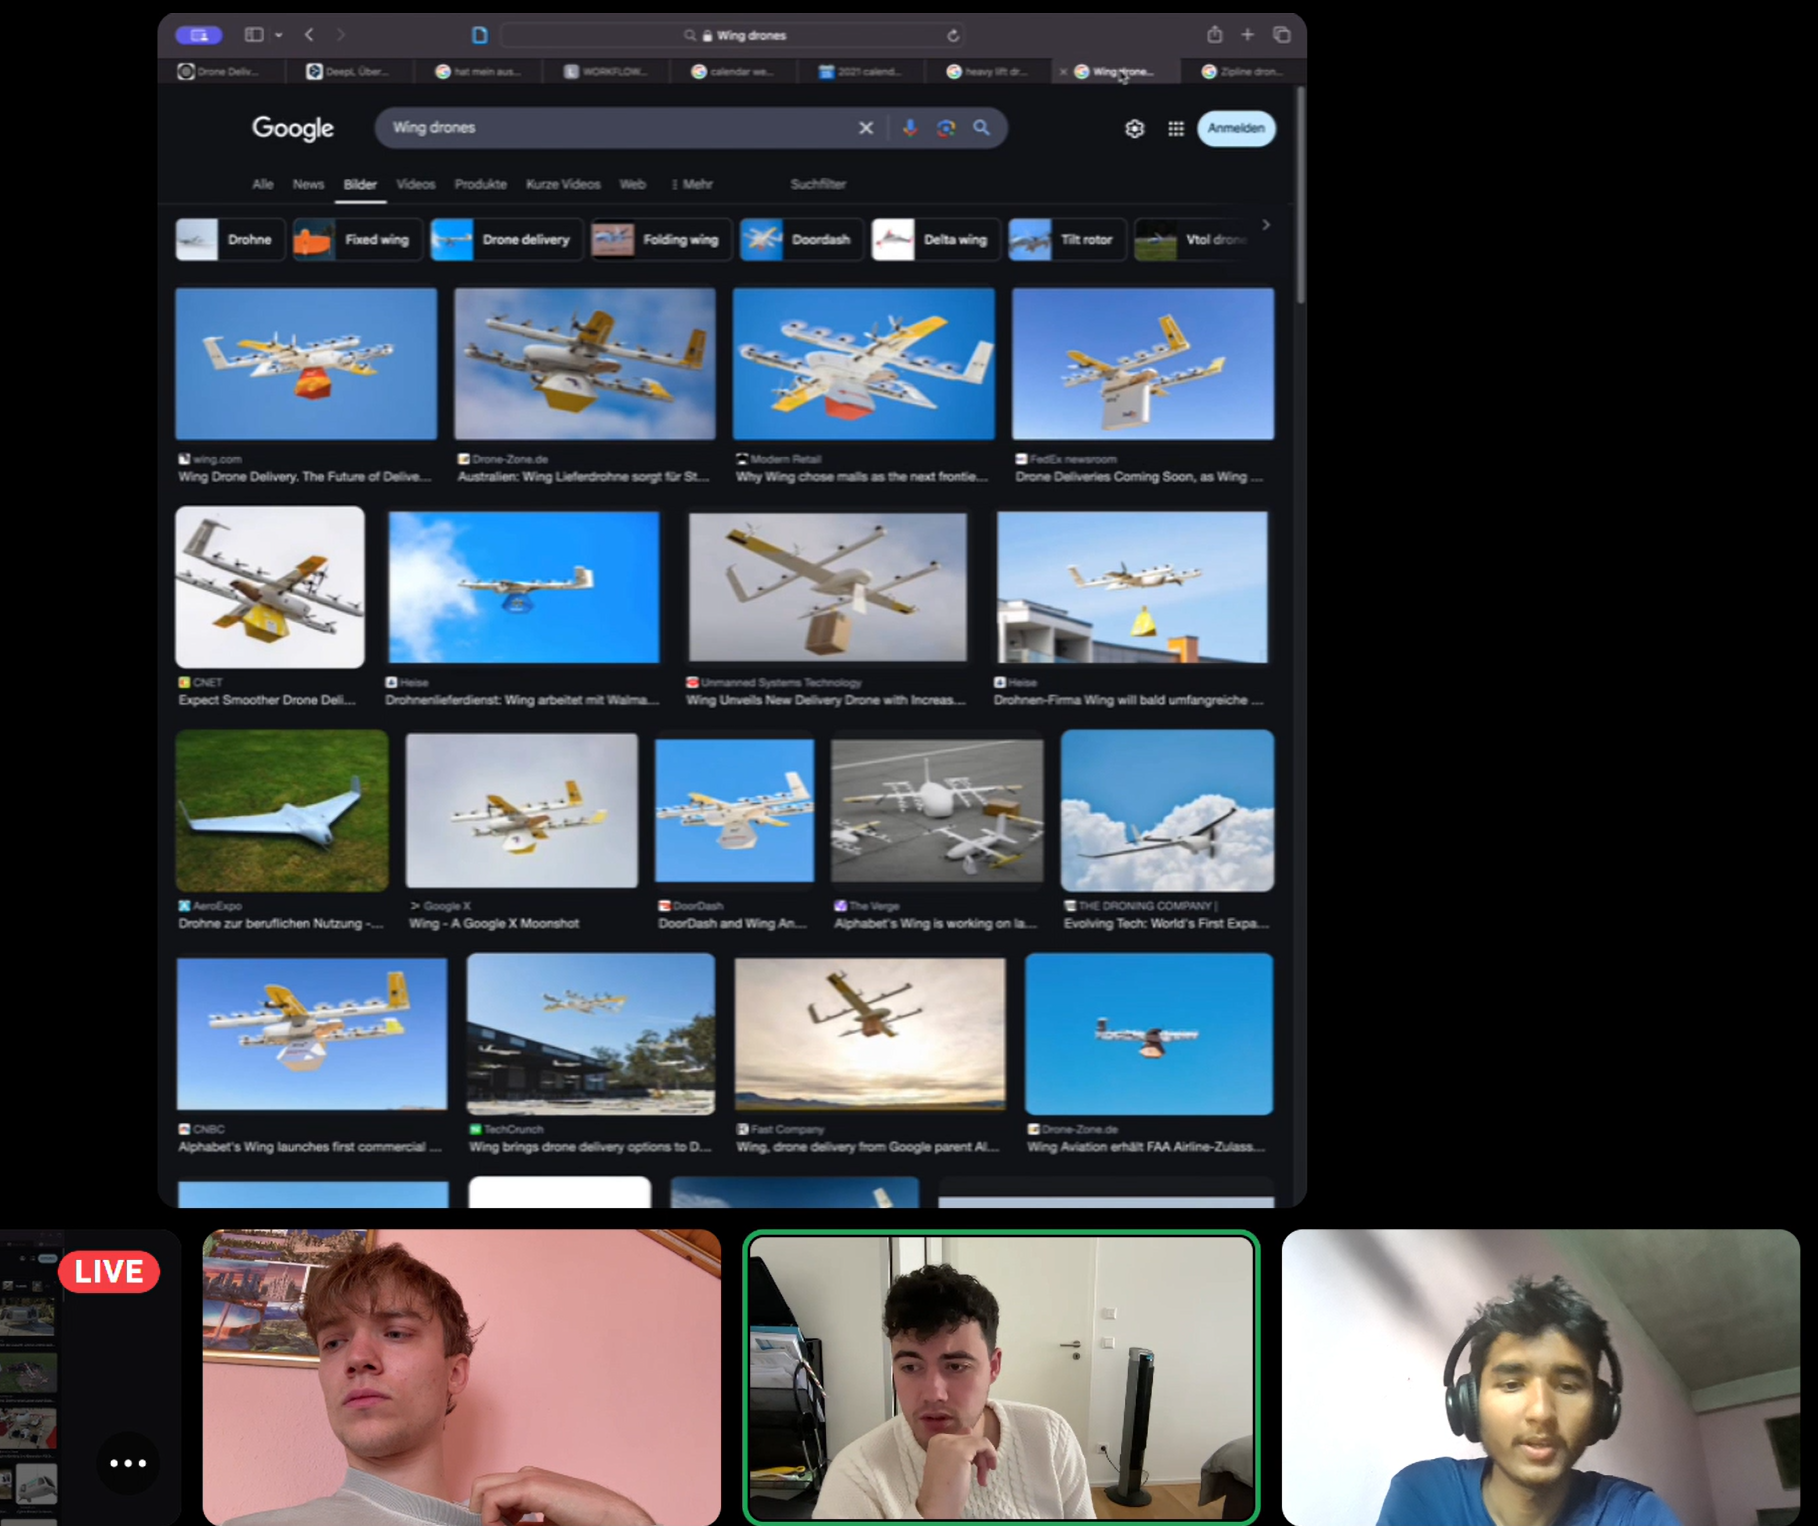 Wing drones
Drone Deliv...
DeepL Über...
hat mein aus...
WORKFLOW...
calendar we...
2021 calend...
heavy lift dr...
Wing drone...
Zipline dron...
Google
Wing drones
Anmelden
Alle
News
Bilder
Videos
Produkte
Kurze Videos
Web
Mehr
Suchfilter
Drohne
Fixed wing
Drone delivery
Folding wing
Doordash
Delta wing
Tilt rotor
Vtol drone
wing.com
Wing Drone Delivery. The Future of Delive...
Drone-Zone.de
Australien: Wing Lieferdrohne sorgt für St...
Modern Retail
Why Wing chose malls as the next frontie...
FedEx newsroom
Drone Deliveries Coming Soon, as Wing ...
CNET
Expect Smoother Drone Deli...
Heise
Drohnenlieferdienst: Wing arbeitet mit Walma...
Unmanned Systems Technology
Wing Unveils New Delivery Drone with Increas...
Heise
Drohnen-Firma Wing will bald umfangreiche ...
AeroExpo
Drohne zur beruflichen Nutzung -...
Google X
Wing - A Google X Moonshot
DoorDash
DoorDash and Wing An...
The Verge
Alphabet's Wing is working on la...
THE DRONING COMPANY |
Evolving Tech: World's First Expa...
CNBC
Alphabet's Wing launches first commercial ...
TechCrunch
Wing brings drone delivery options to D...
Fast Company
Wing, drone delivery from Google parent Al...
Drone-Zone.de
Wing Aviation erhält FAA Airline-Zulass...
LIVE